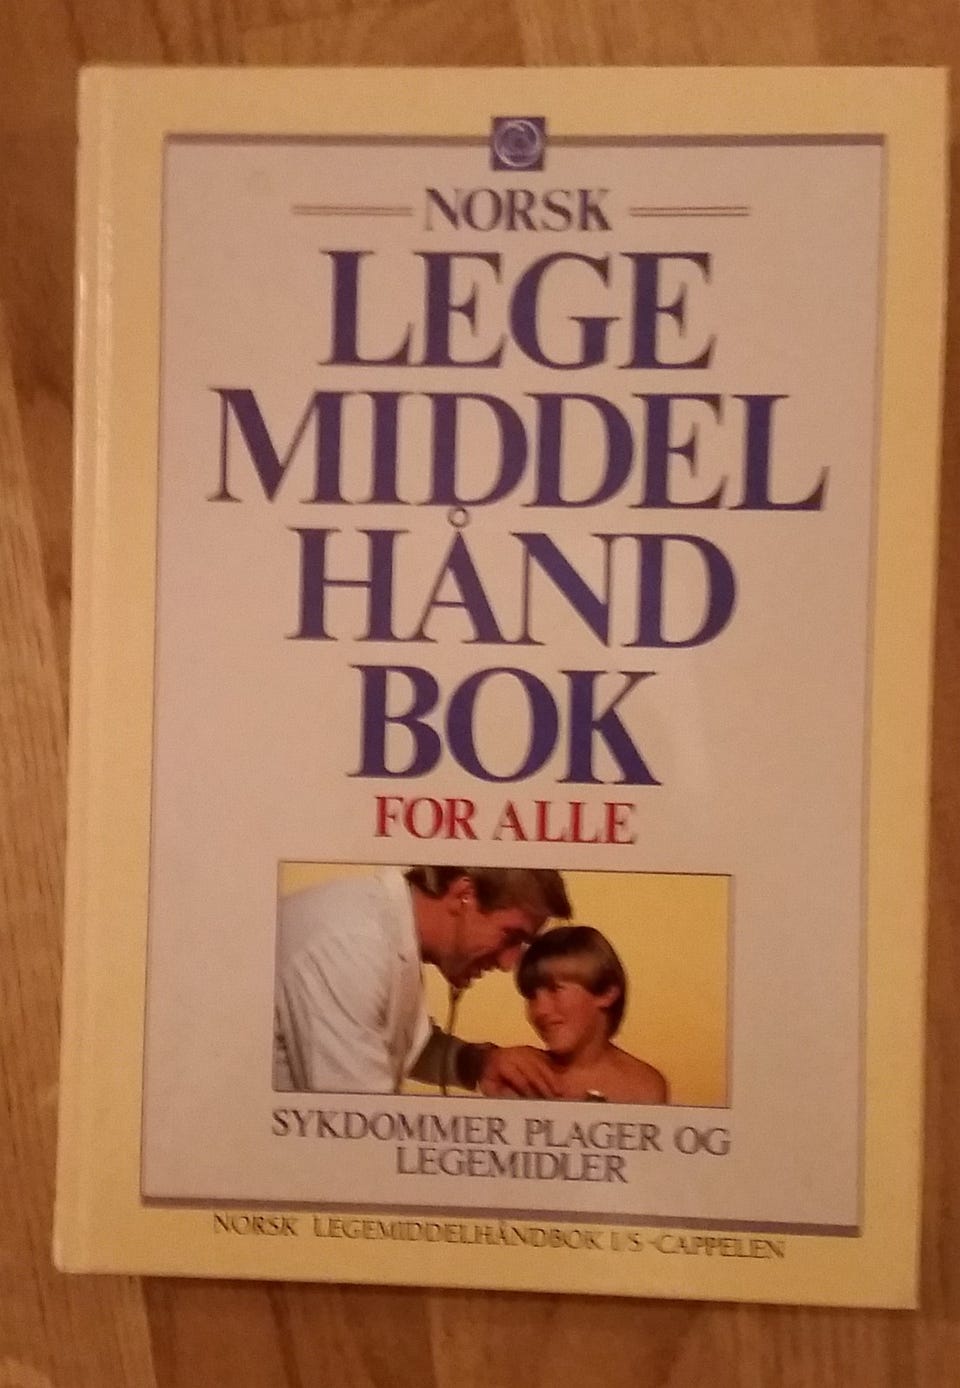 NORSK
LEGE
MIDDEL
HÅND
BOK
FOR ALLE
SYKDOMMER PLAGER OG
LEGEMIDLER
NORSK LEGEMIDDELHÅNDBOK I/S - CAPPELEN